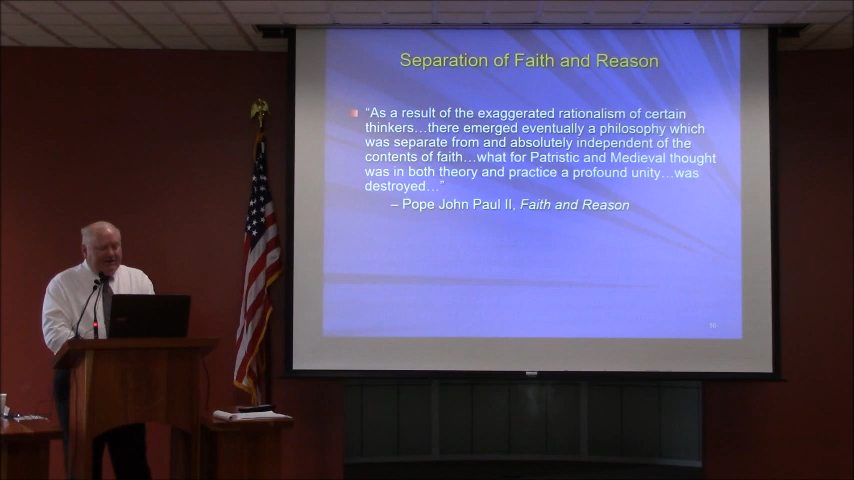 Separation of Faith and Reason
“As a result of the exaggerated rationalism of certain
thinkers…there emerged eventually a philosophy which
was separate from and absolutely independent of the
contents of faith…what for Patristic and Medieval thought
was in both theory and practice a profound unity…was
destroyed…”
– Pope John Paul II, Faith and Reason